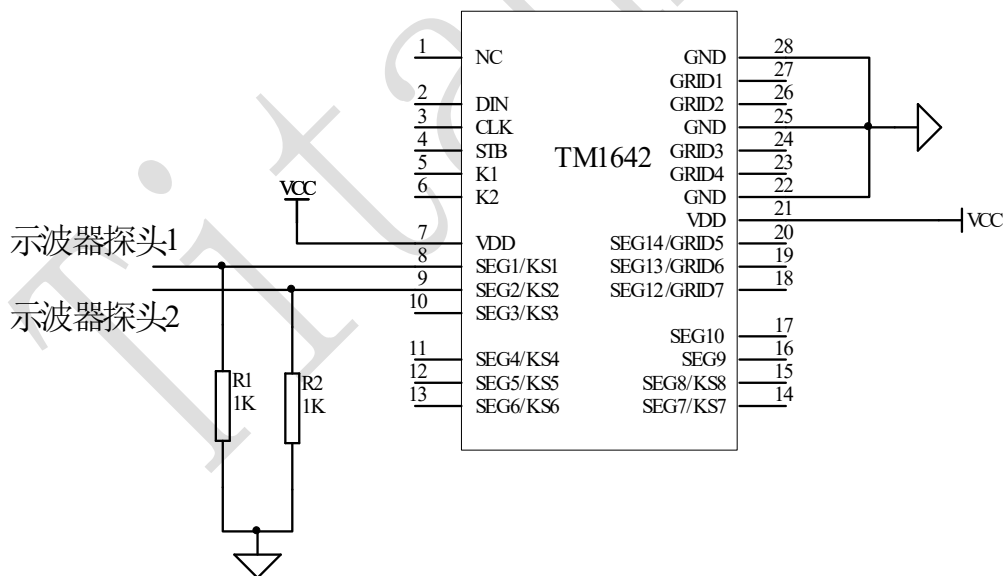 Titan
1
NC
2
DIN
3
CLK
4
STB
5
K1
6
K2
VCC
7
VDD
示波器探头1
8
SEG1/KS1
9
SEG2/KS2
示波器探头2
10
SEG3/KS3
11
SEG4/KS4
12
SEG5/KS5
13
SEG6/KS6
TM1642
28
GND
27
GRID1
26
GRID2
25
GND
24
GRID3
23
GRID4
22
GND
21
VDD
VCC
20
SEG14/GRID5
19
SEG13/GRID6
18
SEG12/GRID7
17
SEG10
16
SEG9
15
SEG8/KS8
14
SEG7/KS7
R1
1K
R2
1K